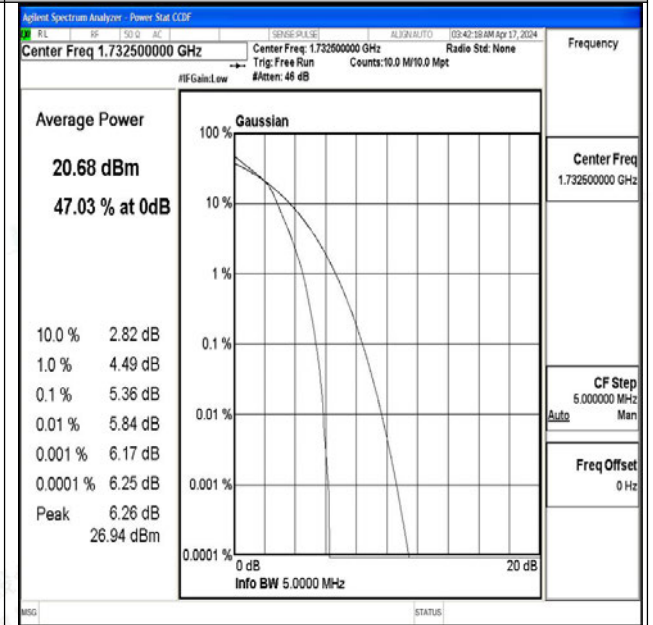 Agilent Spectrum Analyzer - Power Stat CCDF
RL RF 50 Ω AC SENSE:PULSE ALIGN AUTO 03:42:18 AM Apr 17, 2024
Center Freq 1.732500000 GHz
Center Freq: 1.732500000 GHz Radio Std: None
Trig: Free Run Counts:10.0 M/10.0 Mpt
#IFGain:Low #Atten: 46 dB
Frequency
Center Freq
1.732500000 GHz
CF Step
5.000000 MHz
Auto Man
Freq Offset
0 Hz
Average Power
20.68 dBm
47.03 % at 0dB
10.0 % 2.82 dB
1.0 % 4.49 dB
0.1 % 5.36 dB
0.01 % 5.84 dB
0.001 % 6.17 dB
0.0001 % 6.25 dB
Peak 6.26 dB
26.94 dBm
Gaussian
100 %
10 %
1 %
0.1 %
0.01 %
0.001 %
0.0001 %
0 dB 20 dB
Info BW 5.0000 MHz
MSG STATUS